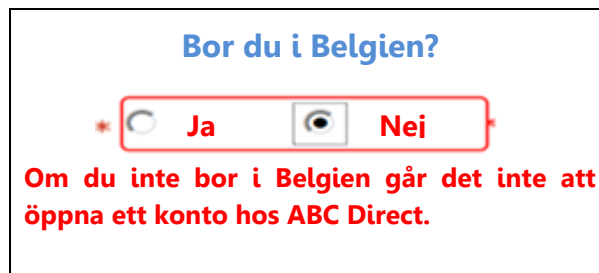 Bor du i Belgien?
* Ja Nej *
Om du inte bor i Belgien går det inte att
öppna ett konto hos ABC Direct.